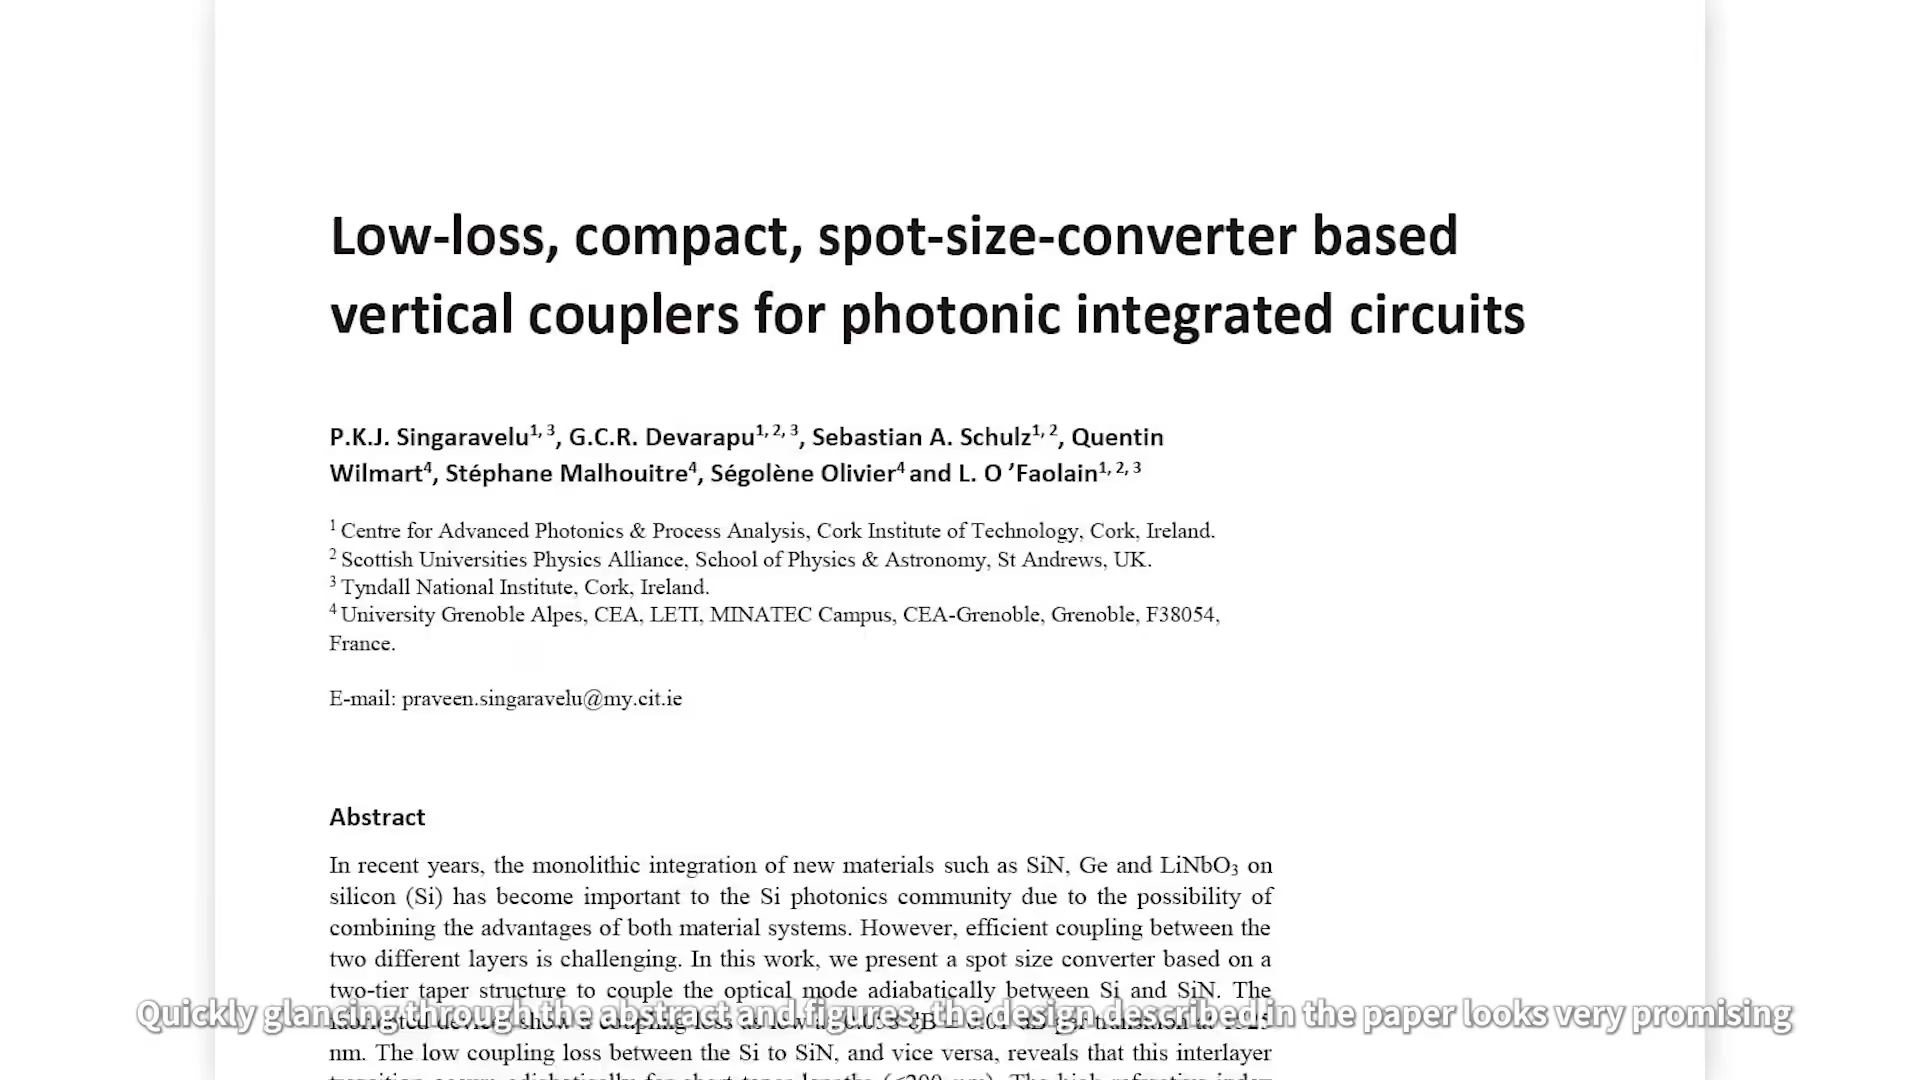 Low-loss, compact, spot-size-converter based
vertical couplers for photonic integrated circuits
P.K.J. Singaravelu1, 3, G.C.R. Devarapu1, 2, 3, Sebastian A. Schulz1, 2, Quentin
Wilmart4, Stéphane Malhouitre4, Ségolène Olivier4 and L. O ’Faolain1, 2, 3
1 Centre for Advanced Photonics & Process Analysis, Cork Institute of Technology, Cork, Ireland.
2 Scottish Universities Physics Alliance, School of Physics & Astronomy, St Andrews, UK.
3 Tyndall National Institute, Cork, Ireland.
4 University Grenoble Alpes, CEA, LETI, MINATEC Campus, CEA-Grenoble, Grenoble, F38054,
France.
E-mail: praveen.singaravelu@my.cit.ie
Abstract
In recent years, the monolithic integration of new materials such as SiN, Ge and LiNbO3 on
silicon (Si) has become important to the Si photonics community due to the possibility of
combining the advantages of both material systems. However, efficient coupling between the
two different layers is challenging. In this work, we present a spot size converter based on a
two-tier taper structure to couple the optical mode adiabatically between Si and SiN. The
Quickly glancing through the abstract and figures, the design described in the paper looks very promising
nm. The low coupling loss between the Si to SiN, and vice versa, reveals that this interlayer